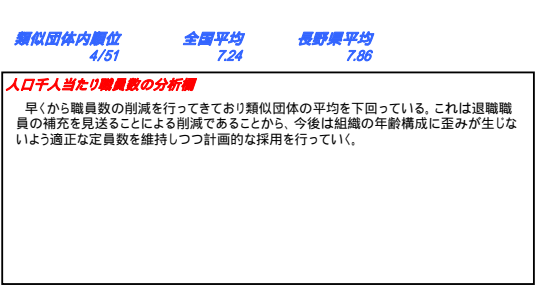 類似団体内順位 全国平均 長野県平均
4/51 7.24 7.86
人口千人当たり職員数の分析欄
早くから職員数の削減を行ってきており類似団体の平均を下回っている。これは退職職
員の補充を見送ることによる削減であることから、今後は組織の年齢構成に歪みが生じな
いよう適正な定員数を維持しつつ計画的な採用を行っていく。